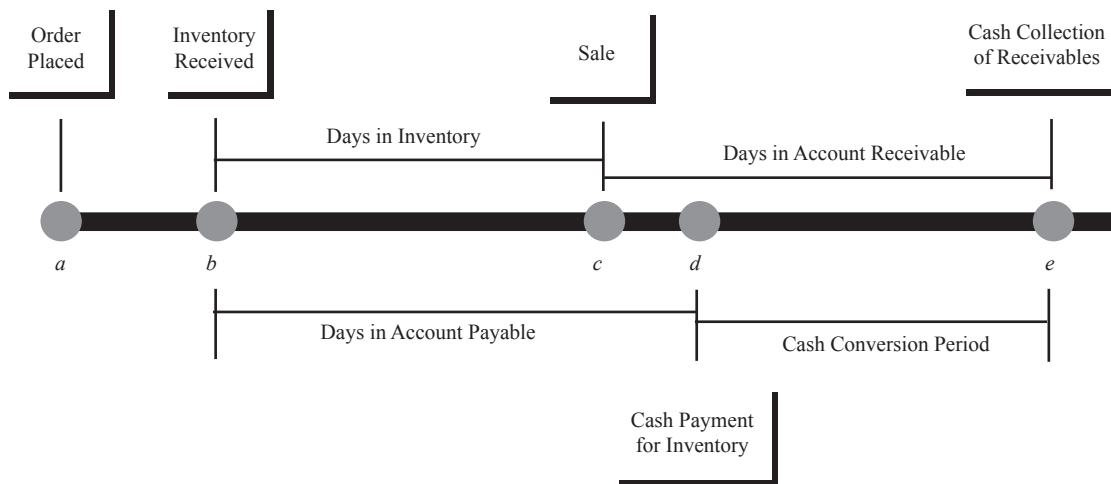 Order
Placed
Inventory
Received
Sale
Cash Collection
of Receivables
Days in Inventory
Days in Account Receivable
a
b
c
d
e
Days in Account Payable
Cash Conversion Period
Cash Payment
for Inventory